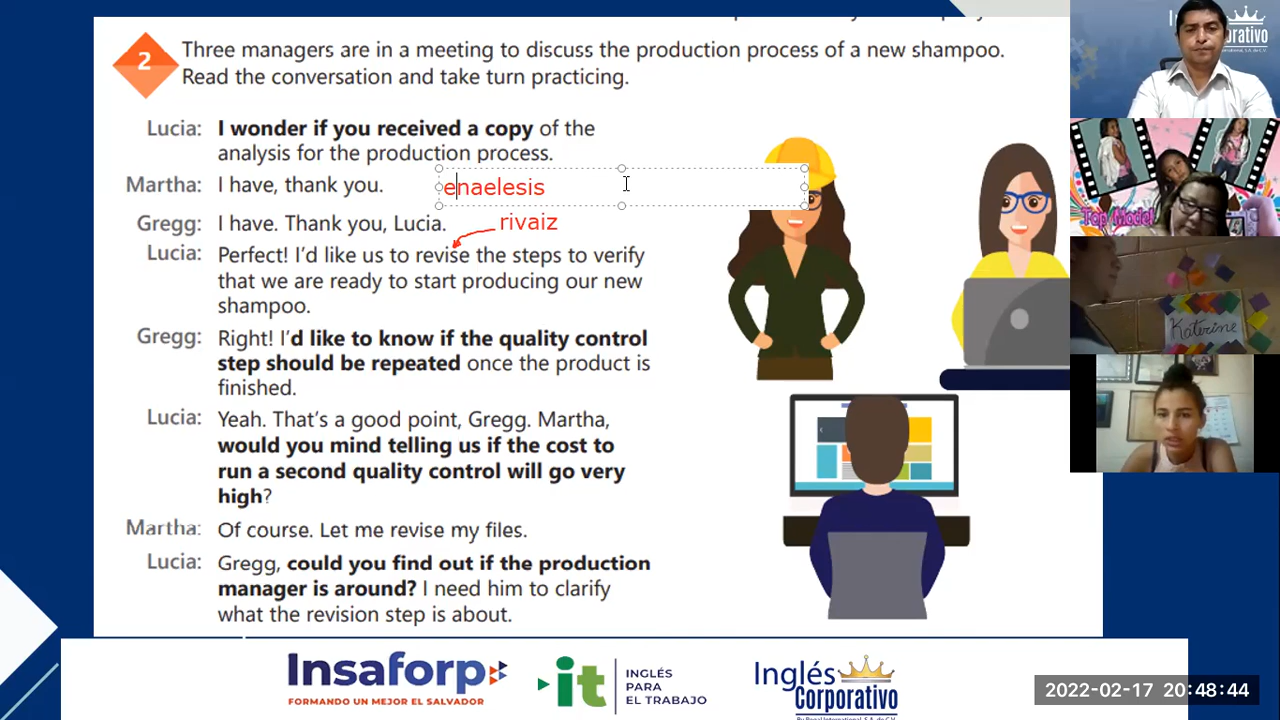 2
Three managers are in a meeting to discuss the production process of a new shampoo.
Read the conversation and take turn practicing.
Lucia: I wonder if you received a copy of the
analysis for the production process.
Martha: I have, thank you.
enaelesis
Gregg: I have. Thank you, Lucia.
rivaiz
Lucia: Perfect! I'd like us to revise the steps to verify
that we are ready to start producing our new
shampoo.
Gregg: Right! I'd like to know if the quality control
step should be repeated once the product is
finished.
Lucia: Yeah. That's a good point, Gregg. Martha,
would you mind telling us if the cost to
run a second quality control will go very
high?
Martha: Of course. Let me revise my files.
Lucia: Gregg, could you find out if the production
manager is around? I need him to clarify
what the revision step is about.
Top Model
Katerine
Insaforp
FORMANDO UN MEJOR EL SALVADOR
it
INGLÉS
PARA
EL TRABAJO
Inglés
Corporativo
2022-02-17 20:48:44